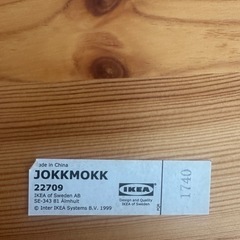 Made in China
JOKKMOKK
22709
IKEA of Sweden AB
SE-343 81 Älmhult
© Inter IKEA Systems B.V. 1999
IKEA
Design and Quality
IKEA of Sweden
1740